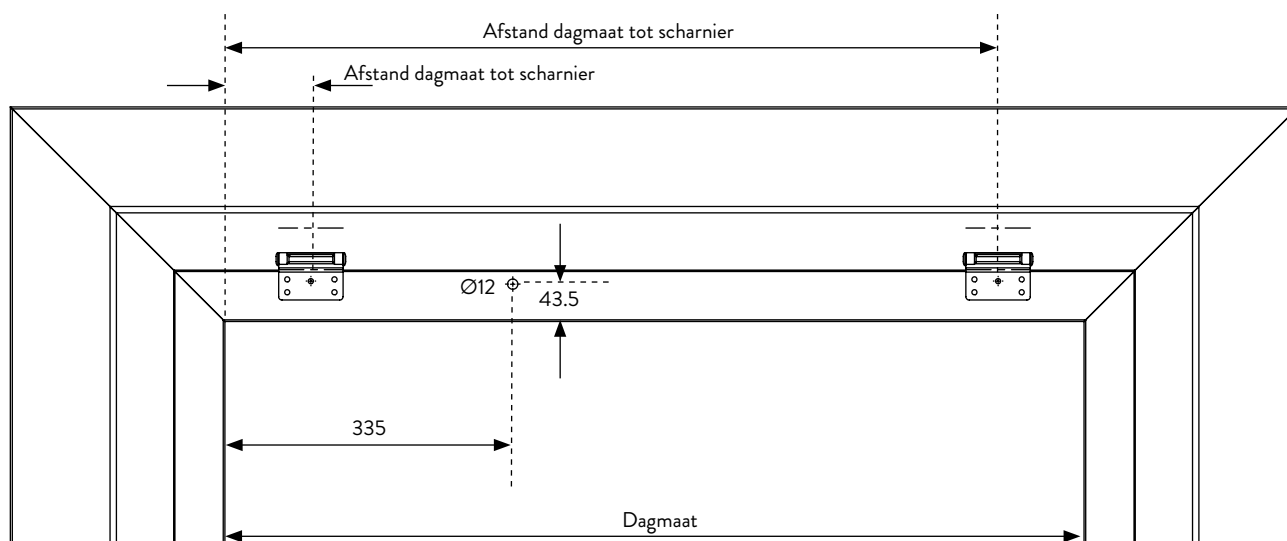 Afstand dagmaat tot scharnier
Afstand dagmaat tot scharnier
Ø12
43.5
335
Dagmaat